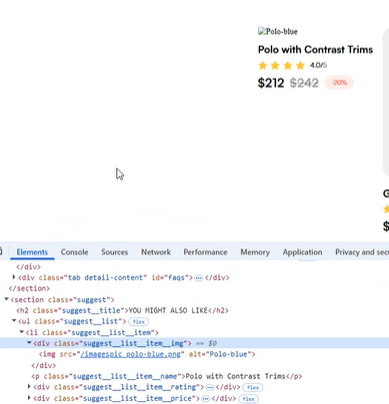 Polo-blue
Polo with Contrast Trims
4.0/5
$212 $242 -20%
G
$
Elements Console Sources Network Performance Memory Application Privacy and sec
</div>
<div class="tab detail-content" id="faqs"> </div>
</section>
<section class="suggest">
<h2 class="suggest__title">YOU MIGHT ALSO LIKE</h2>
<ul class="suggest__list"> flex
<li class="suggest__list__item">
<div class="suggest__list__item__img"> == $0
<img src="/imagespic polo-blue.png" alt="Polo-blue">
</div>
<p class="suggest__list__item__name">Polo with Contrast Trims</p>
<div class="suggest__list__item__rating"> </div> flex
<div class="suggest__list__item__price"> </div> flex